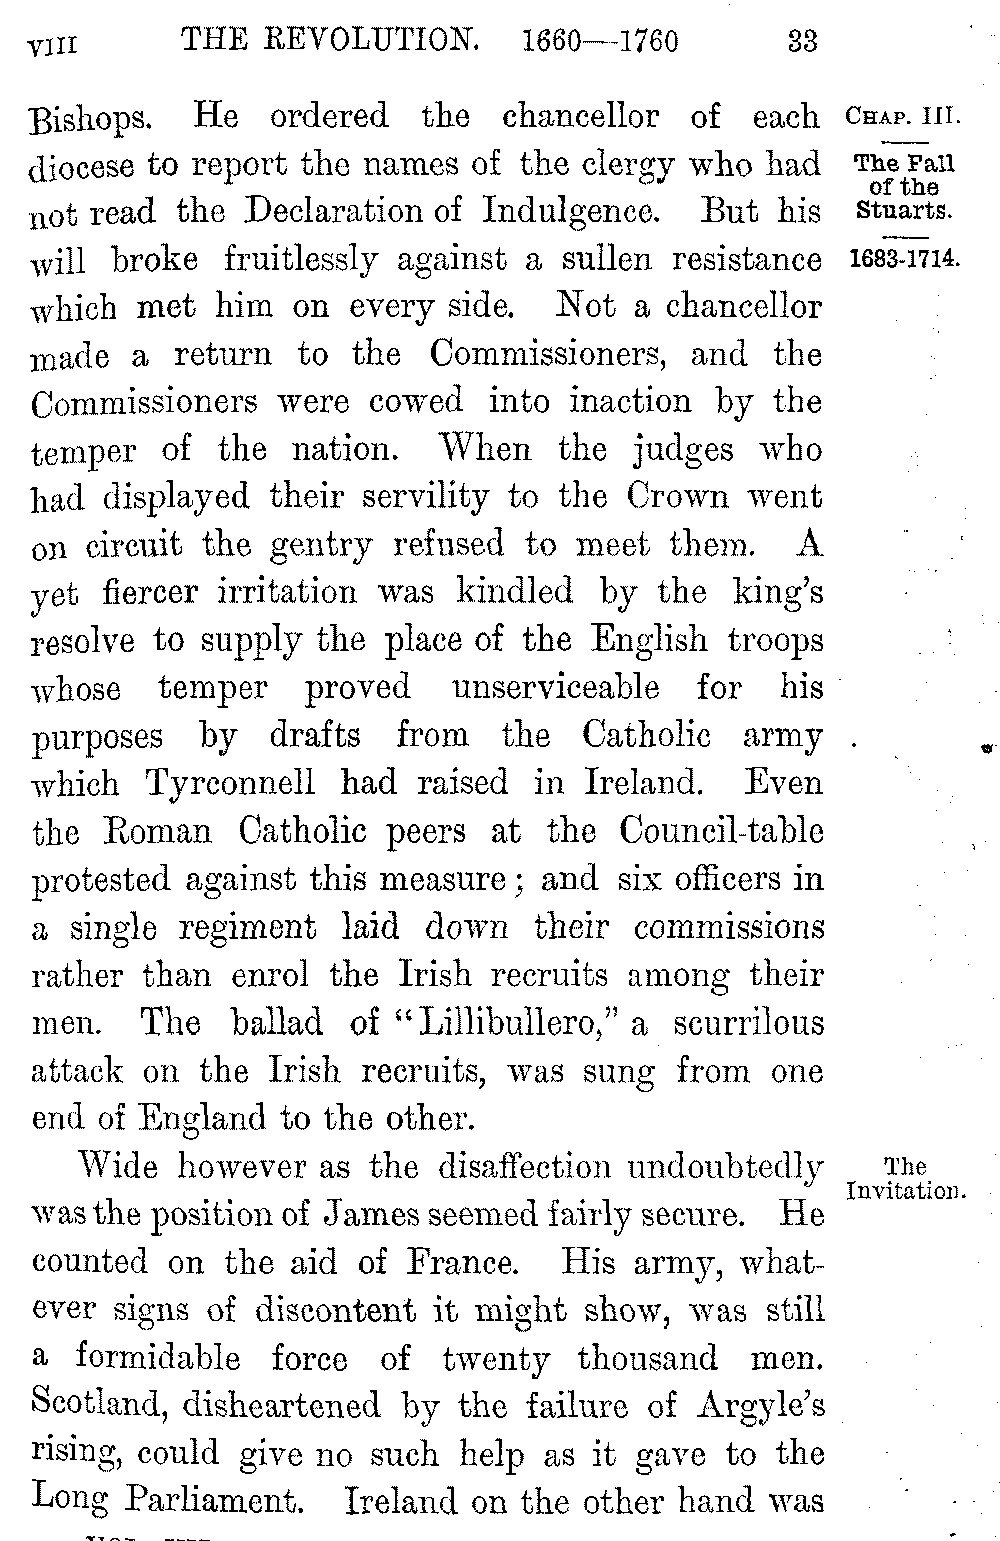 VIII THE REVOLUTION. 1660—1760 33
Bishops. He ordered the chancellor of each
diocese to report the names of the clergy who had
not read the Declaration of Indulgence. But his
will broke fruitlessly against a sullen resistance
which met him on every side. Not a chancellor
made a return to the Commissioners, and the
Commissioners were cowed into inaction by the
temper of the nation. When the judges who
had displayed their servility to the Crown went
on circuit the gentry refused to meet them. A
yet fiercer irritation was kindled by the king's
resolve to supply the place of the English troops
whose temper proved unserviceable for his
purposes by drafts from the Catholic army
which Tyrconnell had raised in Ireland. Even
the Roman Catholic peers at the Council-table
protested against this measure; and six officers in
a single regiment laid down their commissions
rather than enrol the Irish recruits among their
men. The ballad of "Lillibullero," a scurrilous
attack on the Irish recruits, was sung from one
end of England to the other.
Wide however as the disaffection undoubtedly
was the position of James seemed fairly secure. He
counted on the aid of France. His army, what-
ever signs of discontent it might show, was still
a formidable force of twenty thousand men.
Scotland, disheartened by the failure of Argyle's
rising, could give no such help as it gave to the
Long Parliament. Ireland on the other hand was
CHAP. III.
The Fall
of the
Stuarts.
1683-1714.
The
Invitation.